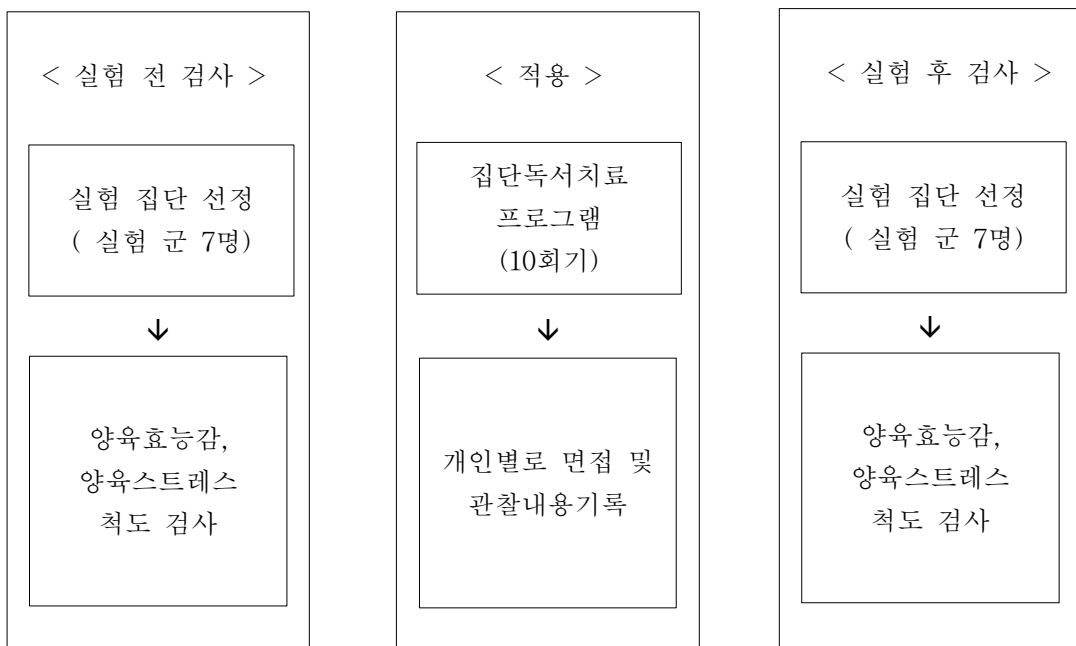 < 실험 전 검사 >
실험 집단 선정
( 실험 군 7명)
↓
양육효능감,
양육스트레스
척도 검사
< 적용 >
집단독서치료
프로그램
(10회기)
↓
개인별로 면접 및
관찰내용기록
< 실험 후 검사 >
실험 집단 선정
( 실험 군 7명)
↓
양육효능감,
양육스트레스
척도 검사